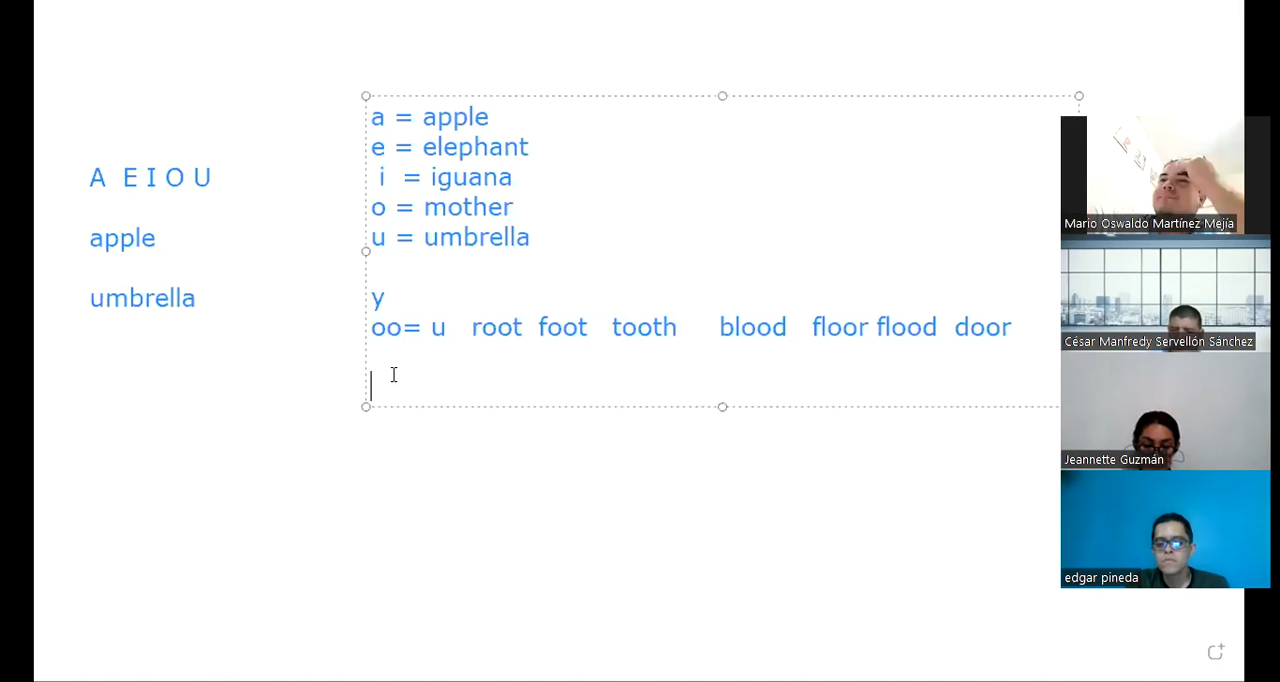 A E I O U
apple
umbrella
a = apple
e = elephant
i = iguana
o = mother
u = umbrella
y
oo= u root foot tooth blood floor flood door
Mario Oswaldo Martínez Mejía
César Manfredy Servellón Sánchez
Jeannette Guzmán
edgar pineda